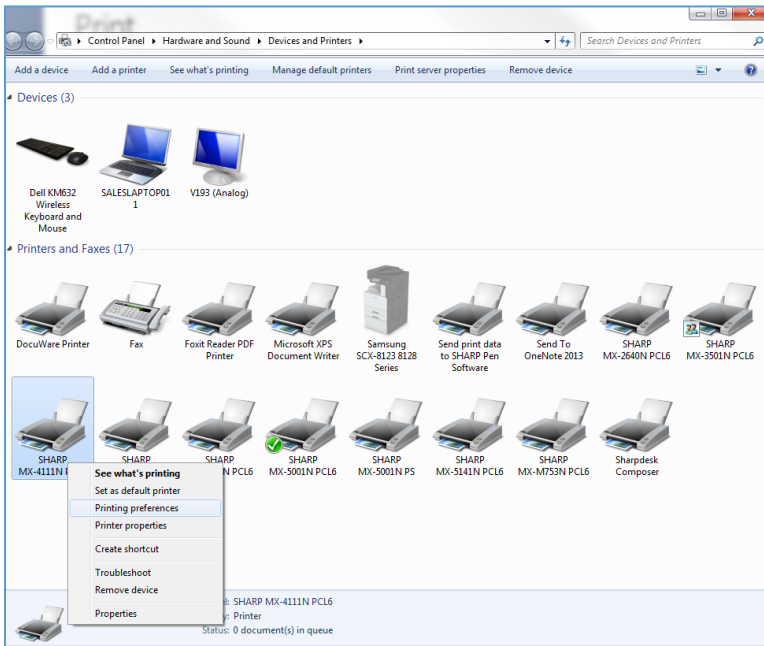 Print
Control Panel ▸ Hardware and Sound ▸ Devices and Printers ▸
Search Devices and Printers
Add a device Add a printer See what's printing Manage default printers Print server properties Remove device
Devices (3)
Dell KM632
Wireless
Keyboard and
Mouse
SALESLAPTOP01
1
V193 (Analog)
Printers and Faxes (17)
DocuWare Printer
Fax
Foxit Reader PDF
Printer
Microsoft XPS
Document Writer
Samsung
SCX-8123 8128
Series
Send print data
to SHARP Pen
Software
Send To
OneNote 2013
SHARP
MX-2640N PCL6
SHARP
MX-3501N PCL6
SHARP
MX-4111N
SHARP
SHARP
N PCL6
SHARP
MX-5001N PCL6
SHARP
MX-5001N PS
SHARP
MX-5141N PCL6
SHARP
MX-M753N PCL6
Sharpdesk
Composer
See what's printing
Set as default printer
Printing preferences
Printer properties
Create shortcut
Troubleshoot
Remove device
Properties
SHARP MX-4111N PCL6
Printer
Status: 0 document(s) in queue